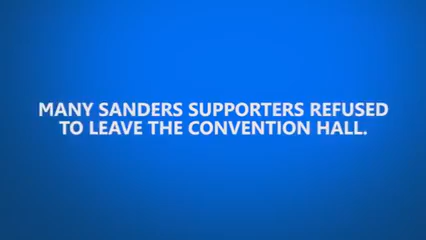 MANY SANDERS SUPPORTERS REFUSED
TO LEAVE THE CONVENTION HALL.